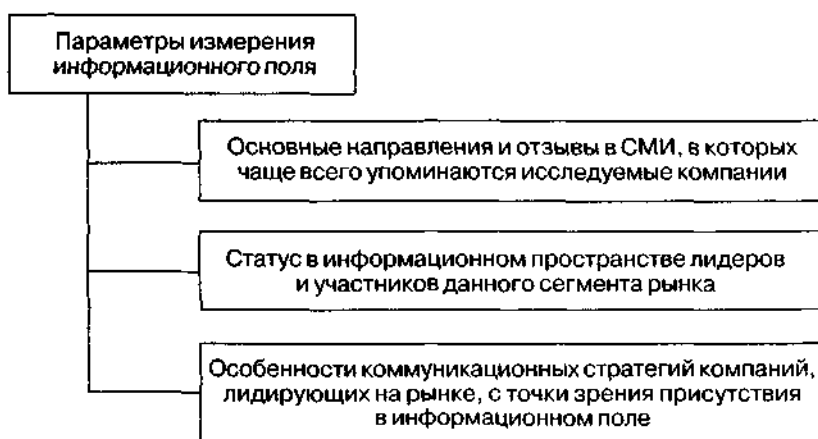 Параметры измерения
информационного поля
Основные направления и отзывы в СМИ, в которых
чаще всего упоминаются исследуемые компании
Статус в информационном пространстве лидеров
и участников данного сегмента рынка
Особенности коммуникационных стратегий компаний,
лидирующих на рынке, с точки зрения присутствия
в информационном поле